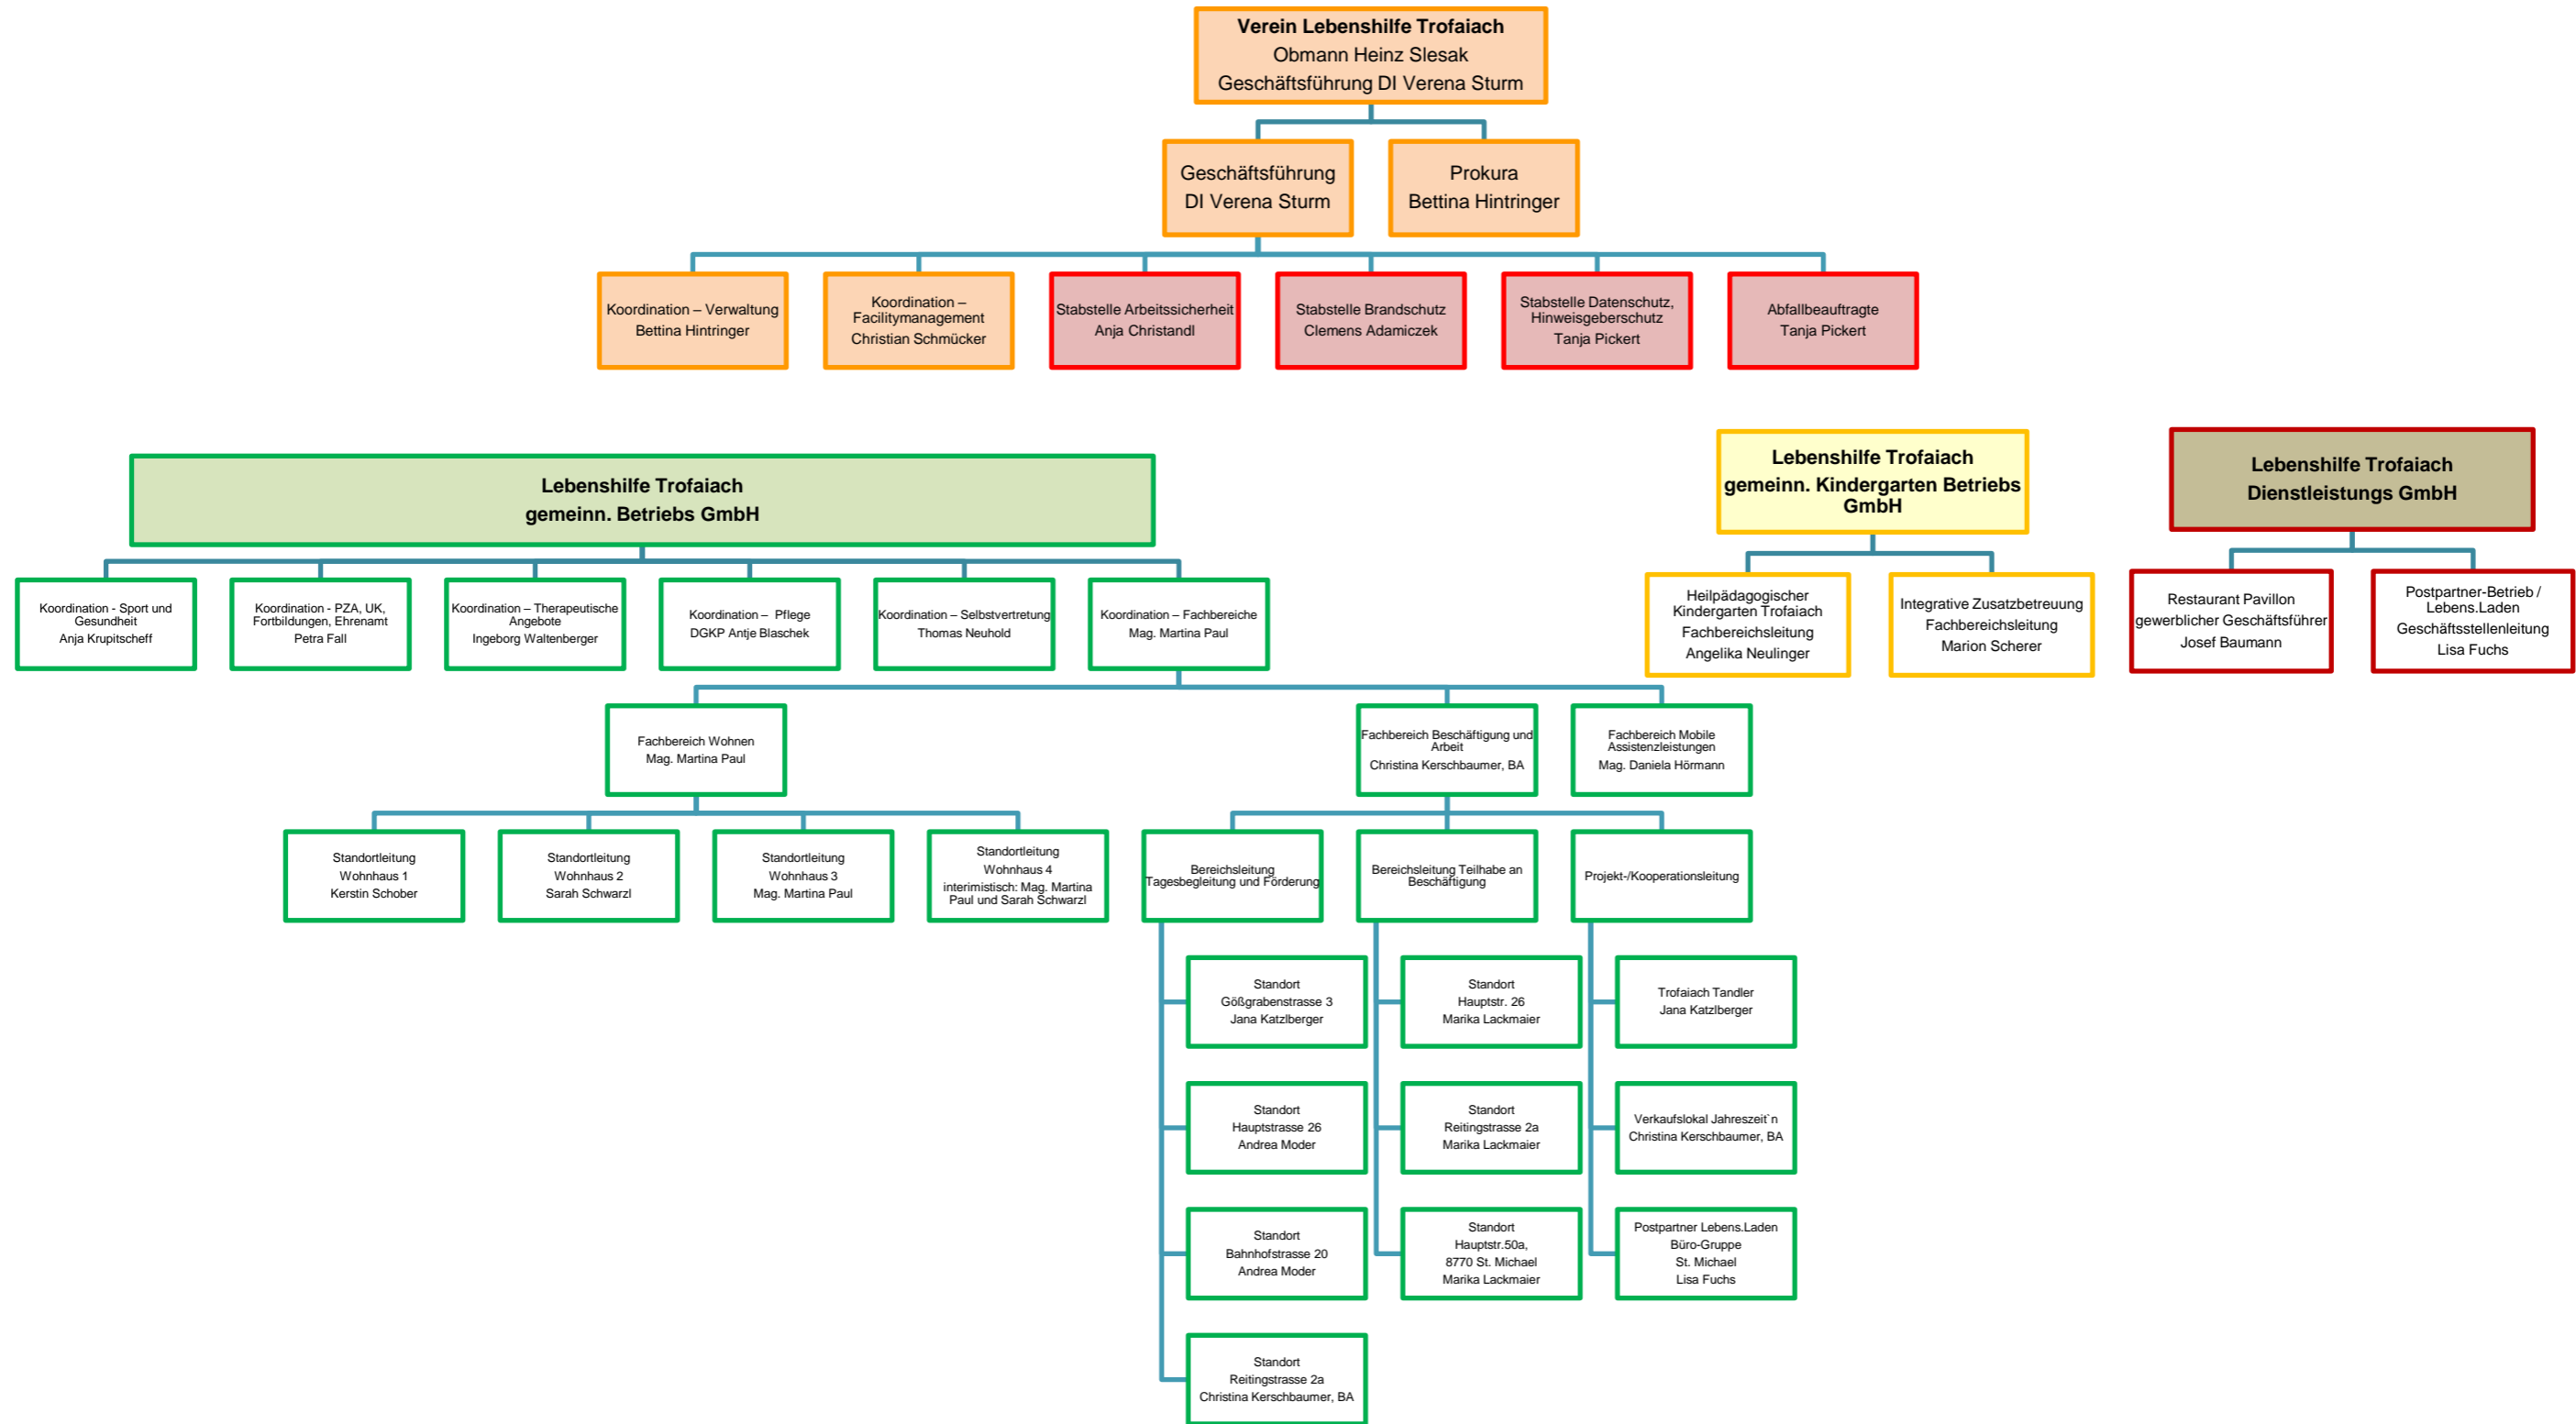 Verein Lebenshilfe Trofaiach
Obmann Heinz Slesak
Geschäftsführung DI Verena Sturm
Geschäftsführung
DI Verena Sturm
Prokura
Bettina Hintringer
Koordination – Verwaltung
Bettina Hintringer
Koordination –
Facilitymanagement
Christian Schmücker
Stabstelle Arbeitssicherheit
Anja Christandl
Stabstelle Brandschutz
Clemens Adamiczek
Stabstelle Datenschutz,
Hinweisgeberschutz
Tanja Pickert
Abfallbeauftragte
Tanja Pickert
Lebenshilfe Trofaiach
gemeinn. Betriebs GmbH
Lebenshilfe Trofaiach
gemeinn. Kindergarten Betriebs
GmbH
Lebenshilfe Trofaiach
Dienstleistungs GmbH
Koordination - Sport und
Gesundheit
Anja Krupitscheff
Koordination - PZA, UK,
Fortbildungen, Ehrenamt
Petra Fall
Koordination – Therapeutische
Angebote
Ingeborg Waltenberger
Koordination – Pflege
DGKP Antje Blaschek
Koordination – Selbstvertretung
Thomas Neuhold
Koordination – Fachbereiche
Mag. Martina Paul
Heilpädagogischer
Kindergarten Trofaiach
Fachbereichsleitung
Angelika Neulinger
Integrative Zusatzbetreuung
Fachbereichsleitung
Marion Scherer
Restaurant Pavillon
gewerblicher Geschäftsführer
Josef Baumann
Postpartner-Betrieb /
Lebens.Laden
Geschäftsstellenleitung
Lisa Fuchs
Fachbereich Wohnen
Mag. Martina Paul
Fachbereich Beschäftigung und
Arbeit
Christina Kerschbaumer, BA
Fachbereich Mobile
Assistenzleistungen
Mag. Daniela Hörmann
Standortleitung
Wohnhaus 1
Kerstin Schober
Standortleitung
Wohnhaus 2
Sarah Schwarzl
Standortleitung
Wohnhaus 3
Mag. Martina Paul
Standortleitung
Wohnhaus 4
interimistisch: Mag. Martina
Paul und Sarah Schwarzl
Bereichsleitung
Tagesbegleitung und Förderung
Bereichsleitung Teilhabe an
Beschäftigung
Projekt-/Kooperationsleitung
Standort
Gößgrabenstrasse 3
Jana Katzlberger
Standort
Hauptstr. 26
Marika Lackmaier
Trofaiach Tandler
Jana Katzlberger
Standort
Hauptstrasse 26
Andrea Moder
Standort
Reitingstrasse 2a
Marika Lackmaier
Verkaufslokal Jahreszeit`n
Christina Kerschbaumer, BA
Standort
Bahnhofstrasse 20
Andrea Moder
Standort
Hauptstr.50a,
8770 St. Michael
Marika Lackmaier
Postpartner Lebens.Laden
Büro-Gruppe
St. Michael
Lisa Fuchs
Standort
Reitingstrasse 2a
Christina Kerschbaumer, BA